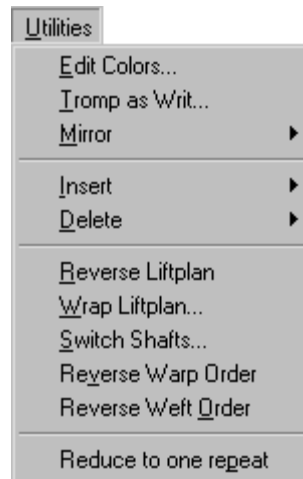 Utilities
Edit Colors...
Tromp as Writ...
Mirror
Insert
Delete
Reverse Liftplan
Wrap Liftplan...
Switch Shafts...
Reverse Warp Order
Reverse Weft Order
Reduce to one repeat